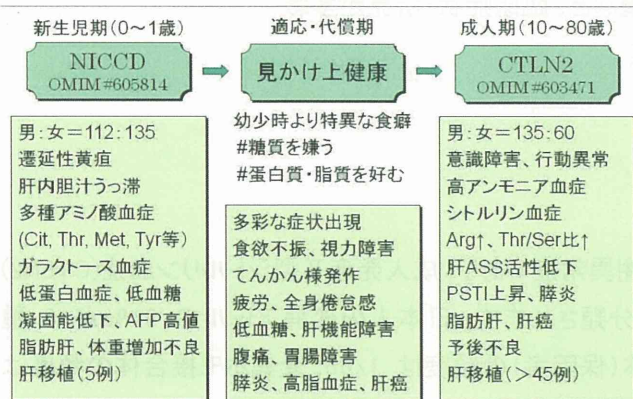 新生児期(0～1歳)
NICCD
OMIM#605814
男:女=112:135
遷延性黄疸
肝内胆汁うっ滞
多種アミノ酸血症
(Cit, Thr, Met, Tyr等)
ガラクトース血症
低蛋白血症、低血糖
凝固能低下、AFP高値
脂肪肝、体重増加不良
肝移植(5例)
適応・代償期
見かけ上健康
幼少時より特異な食癖
#糖質を嫌う
#蛋白質・脂質を好む
多彩な症状出現
食欲不振、視力障害
てんかん様発作
疲労、全身倦怠感
低血糖、肝機能障害
腹痛、胃腸障害
膵炎、高脂血症、肝癌
成人期(10～80歳)
CTLN2
OMIM#603471
男:女=135:60
意識障害、行動異常
高アンモニア血症
シトルリン血症
Arg↑、Thr/Ser比↑
肝ASS活性低下
PSTI上昇、膵炎
脂肪肝、肝癌
予後不良
肝移植(>45例)